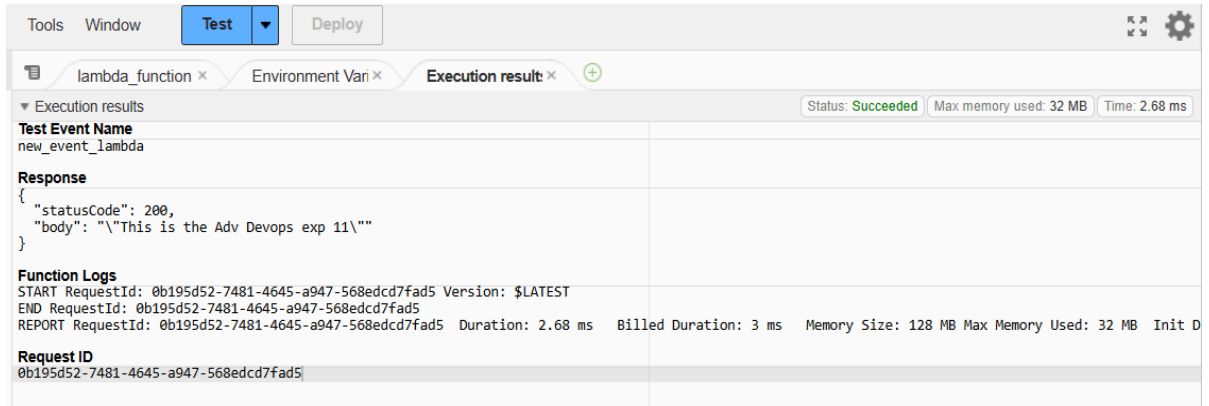 Tools Window Test Deploy
lambda_function × Environment Vari × Execution results ×
Execution results Status: Succeeded Max memory used: 32 MB Time: 2.68 ms
Test Event Name
new_event_lambda
Response
{
"statusCode": 200,
"body": "\"This is the Adv Devops exp 11\""
}
Function Logs
START RequestId: 0b195d52-7481-4645-a947-568edcd7fad5 Version: $LATEST
END RequestId: 0b195d52-7481-4645-a947-568edcd7fad5
REPORT RequestId: 0b195d52-7481-4645-a947-568edcd7fad5 Duration: 2.68 ms Billed Duration: 3 ms Memory Size: 128 MB Max Memory Used: 32 MB Init D
Request ID
0b195d52-7481-4645-a947-568edcd7fad5